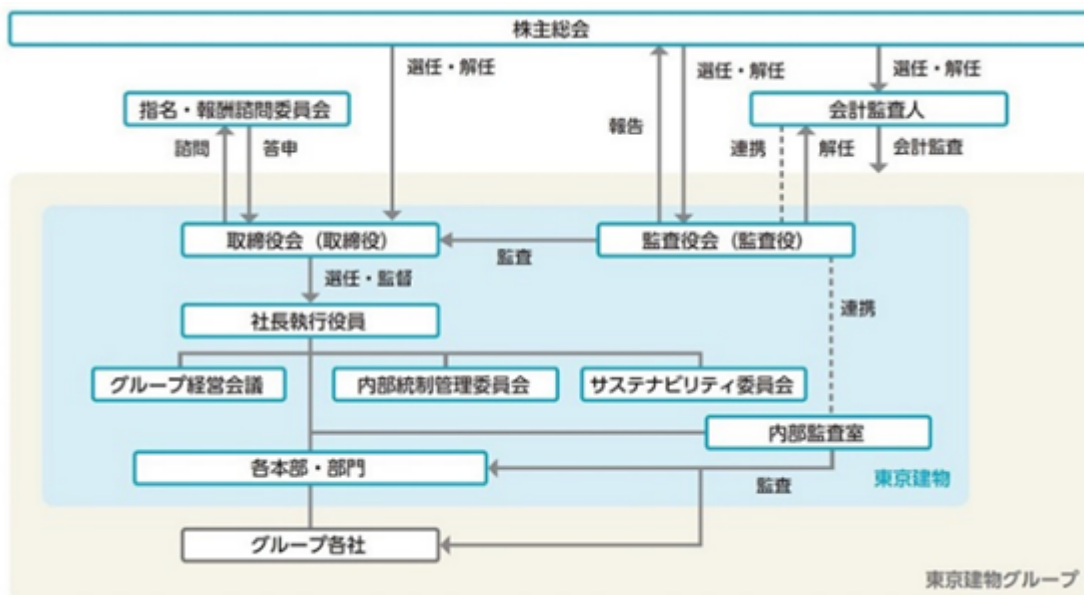 株主総会
選任・解任
選任・解任
選任・解任
指名・報酬諮問委員会
会計監査人
報告
諮問
答申
連携
解任
会計監査
取締役会（取締役）
監査役会（監査役）
監査
選任・監督
社長執行役員
連携
グループ経営会議
内部統制管理委員会
サステナビリティ委員会
内部監査室
各本部・部門
監査
東京建物
グループ各社
東京建物グループ